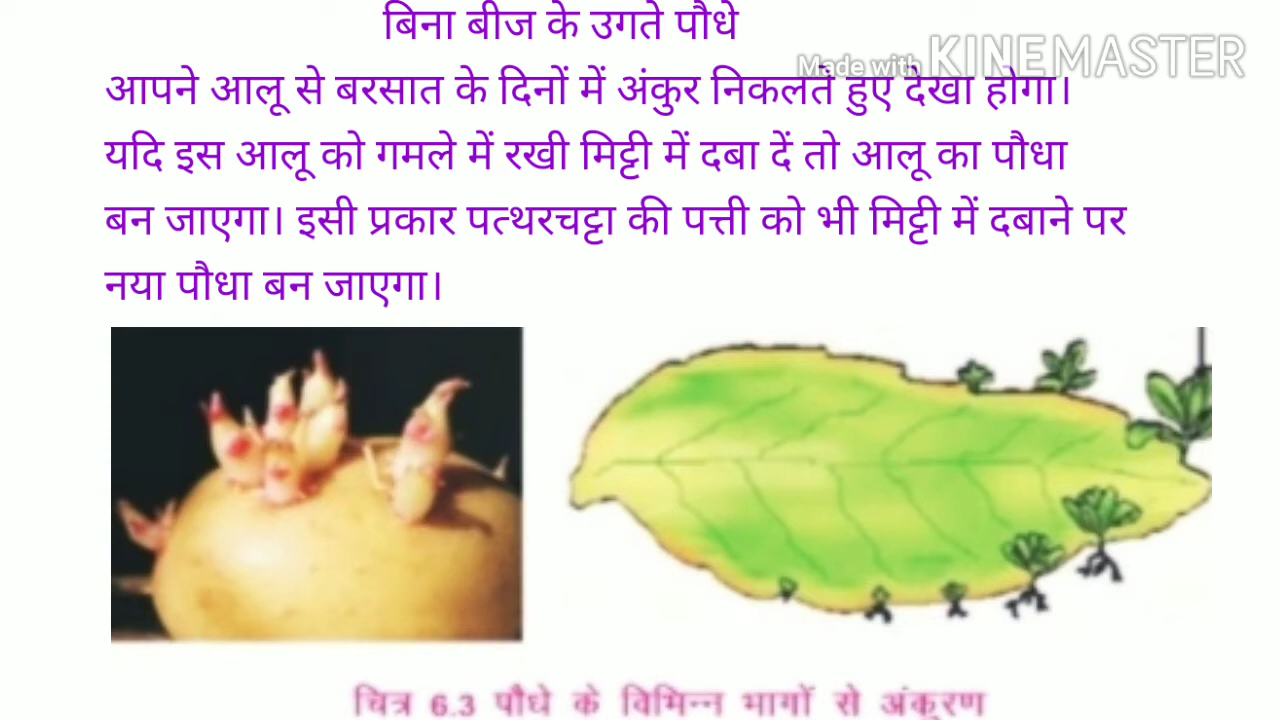 बिना बीज के उगते पौधे
Made with KINEMASTER
आपने आलू से बरसात के दिनों में अंकुर निकलते हुए देखा होगा।
यदि इस आलू को गमले में रखी मिट्टी में दबा दें तो आलू का पौधा
बन जाएगा। इसी प्रकार पत्थरचट्टा की पत्ती को भी मिट्टी में दबाने पर
नया पौधा बन जाएगा।
चित्र 6.3 पौधे के विभिन्न भागों से अंकुरण